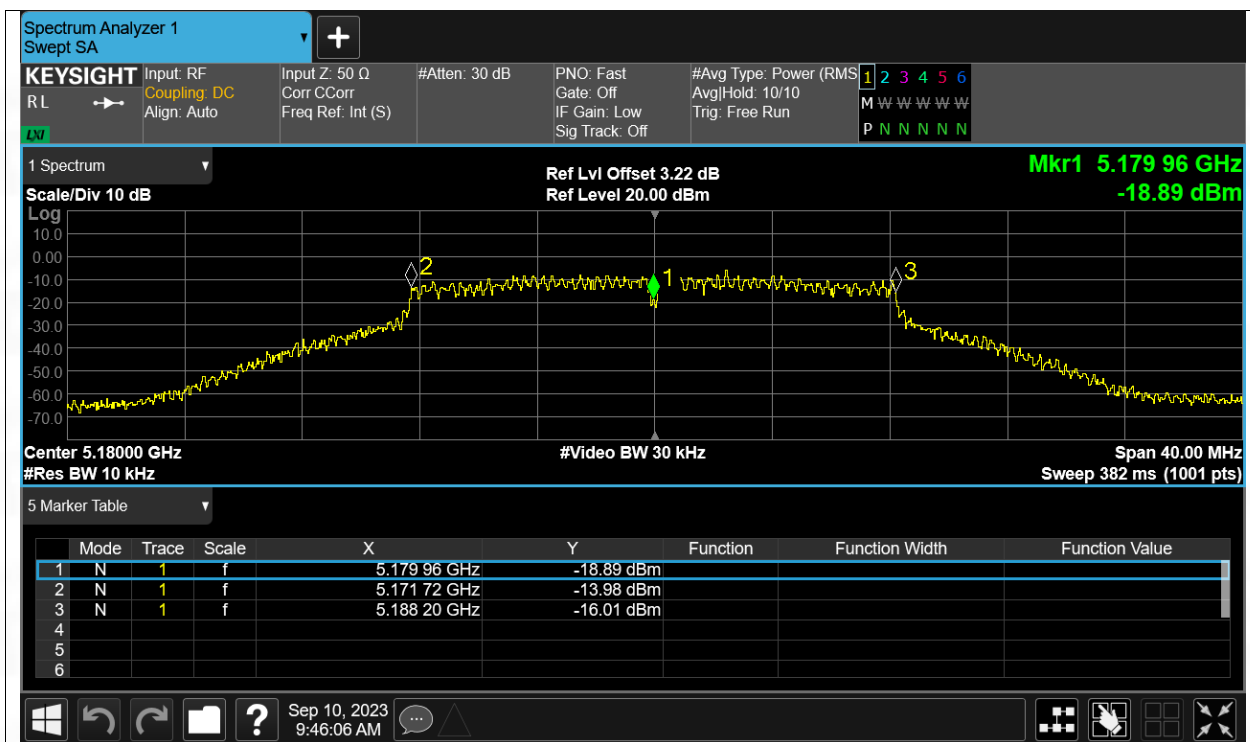 Spectrum Analyzer 1
Swept SA
KEYSIGHT
RL
LXI
Input: RF
Coupling: DC
Align: Auto
Input Z: 50 Ω
Corr CCorr
Freq Ref: Int (S)
#Atten: 30 dB
PNO: Fast
Gate: Off
IF Gain: Low
Sig Track: Off
#Avg Type: Power (RMS
Avg|Hold: 10/10
Trig: Free Run
1 2 3 4 5 6
M W W W W W
P N N N N N
1 Spectrum
Scale/Div 10 dB
Ref Lvl Offset 3.22 dB
Ref Level 20.00 dBm
Mkr1 5.179 96 GHz
-18.89 dBm
Log
10.0
0.00
-10.0
-20.0
-30.0
-40.0
-50.0
-60.0
-70.0
2
1
3
Center 5.18000 GHz
#Video BW 30 kHz
Span 40.00 MHz
#Res BW 10 kHz
Sweep 382 ms (1001 pts)
5 Marker Table
Mode Trace Scale X Y Function Function Width Function Value
1 N 1 f 5.179 96 GHz -18.89 dBm
2 N 1 f 5.171 72 GHz -13.98 dBm
3 N 1 f 5.188 20 GHz -16.01 dBm
4
5
6
?
Sep 10, 2023
9:46:06 AM